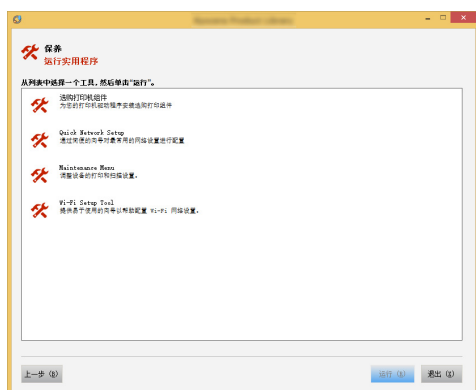 Kyocera Product Library
保养
运行实用程序
从列表中选择一个工具，然后单击“运行”。
选购打印机组件
为您的打印机驱动程序安装选购打印组件
Quick Network Setup
通过简便的向导对最常用的网络设置进行配置
Maintenance Menu
调整设备的打印和扫描设置。
Wi-Fi Setup Tool
提供易于使用的向导以帮助配置 Wi-Fi 网络设置。
上一步 (B)
运行 (R)
退出 (X)